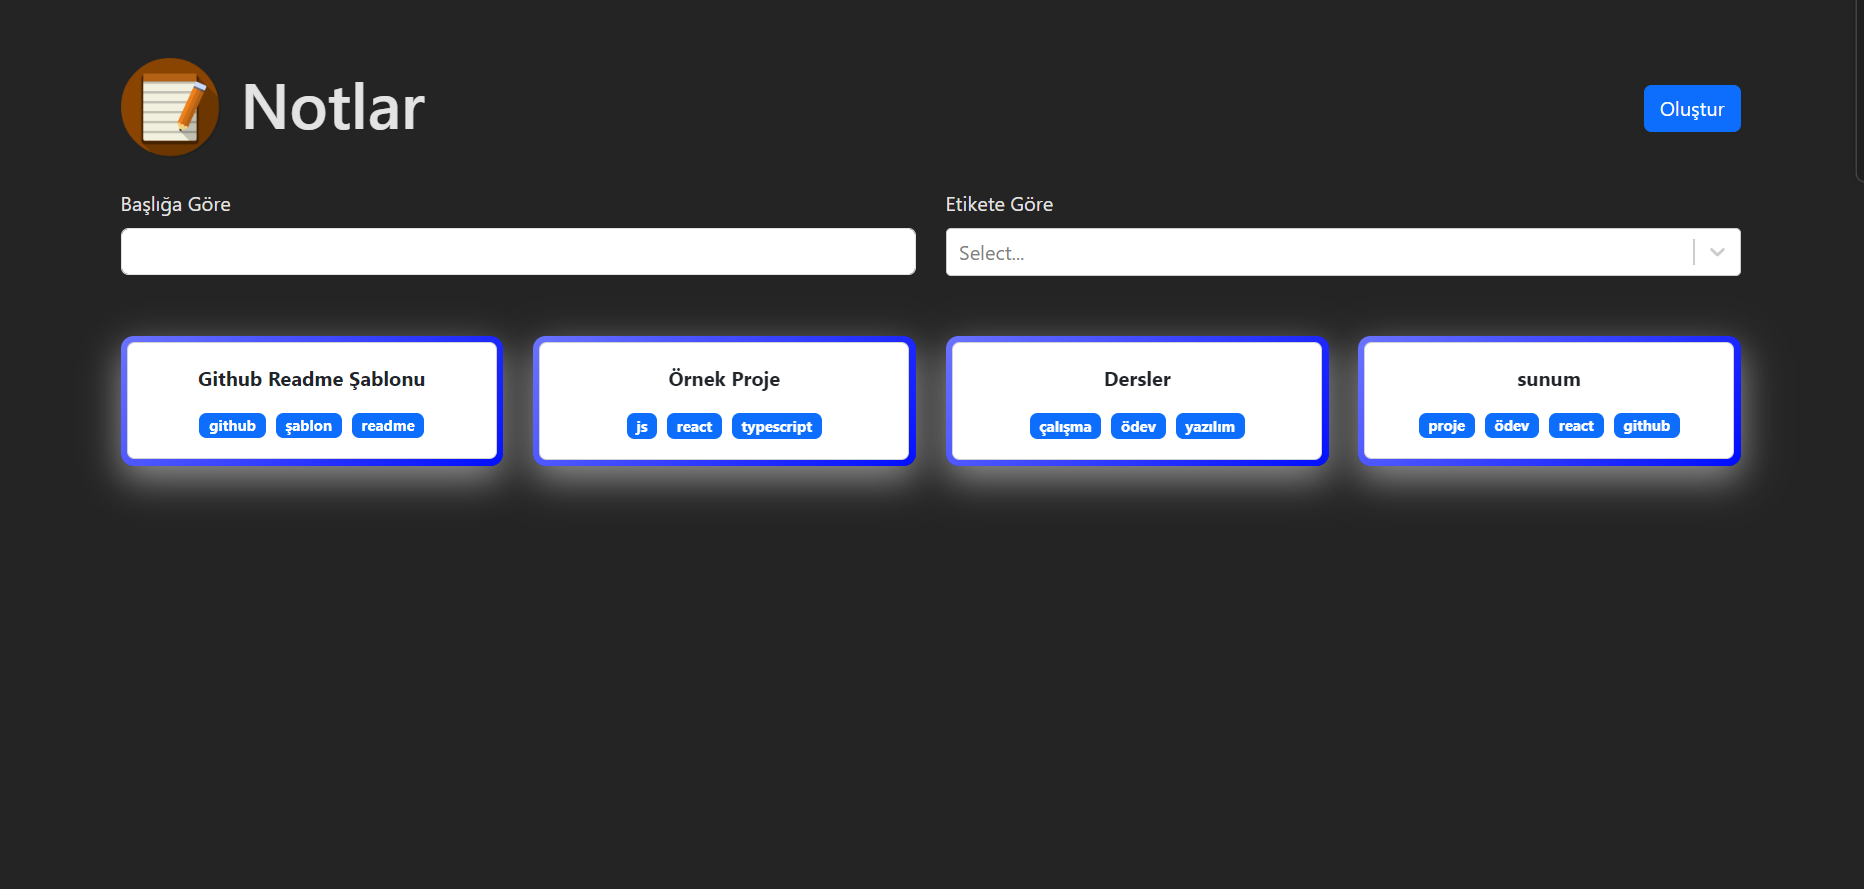 Notlar
Oluştur
Başlığa Göre
Etikete Göre
Select...
Github Readme Şablonu
github şablon readme
Örnek Proje
js react typescript
Dersler
çalışma ödev yazılım
sunum
proje ödev react github